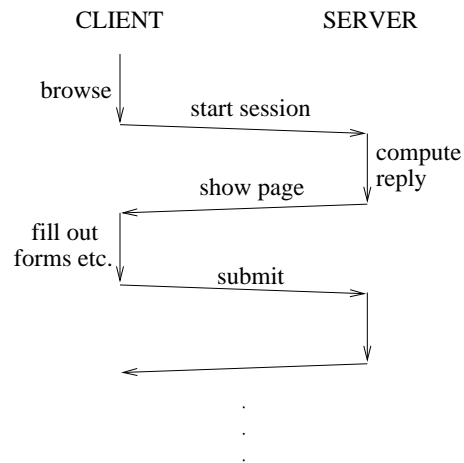 CLIENT SERVER
browse
start session
compute
reply
show page
fill out
forms etc.
submit
.
.
.